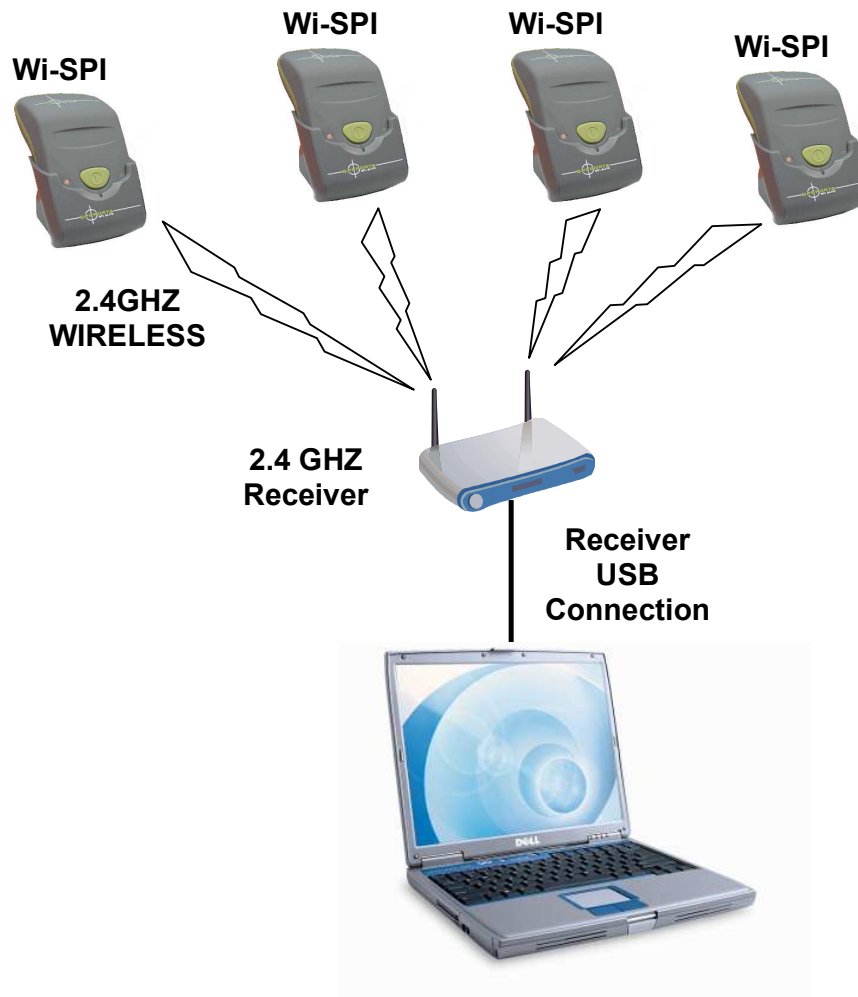 Wi-SPI
Wi-SPI
Wi-SPI
Wi-SPI
2.4GHZ
WIRELESS
2.4 GHZ
Receiver
Receiver
USB
Connection
DELL